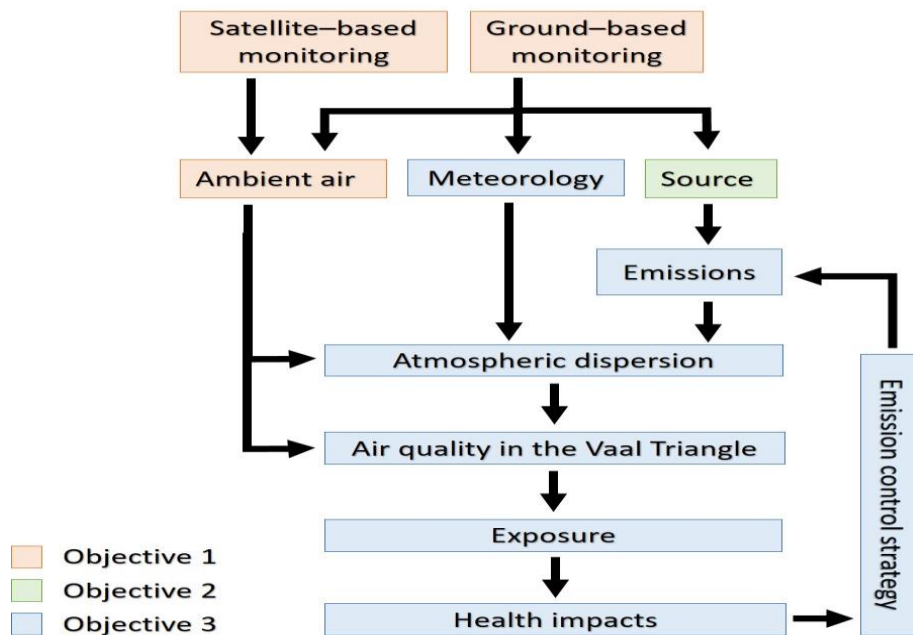 Satellite–based
monitoring
Ground–based
monitoring
Ambient air
Meteorology
Source
Emissions
Atmospheric dispersion
Air quality in the Vaal Triangle
Exposure
Health impacts
Emission control strategy
Objective 1
Objective 2
Objective 3